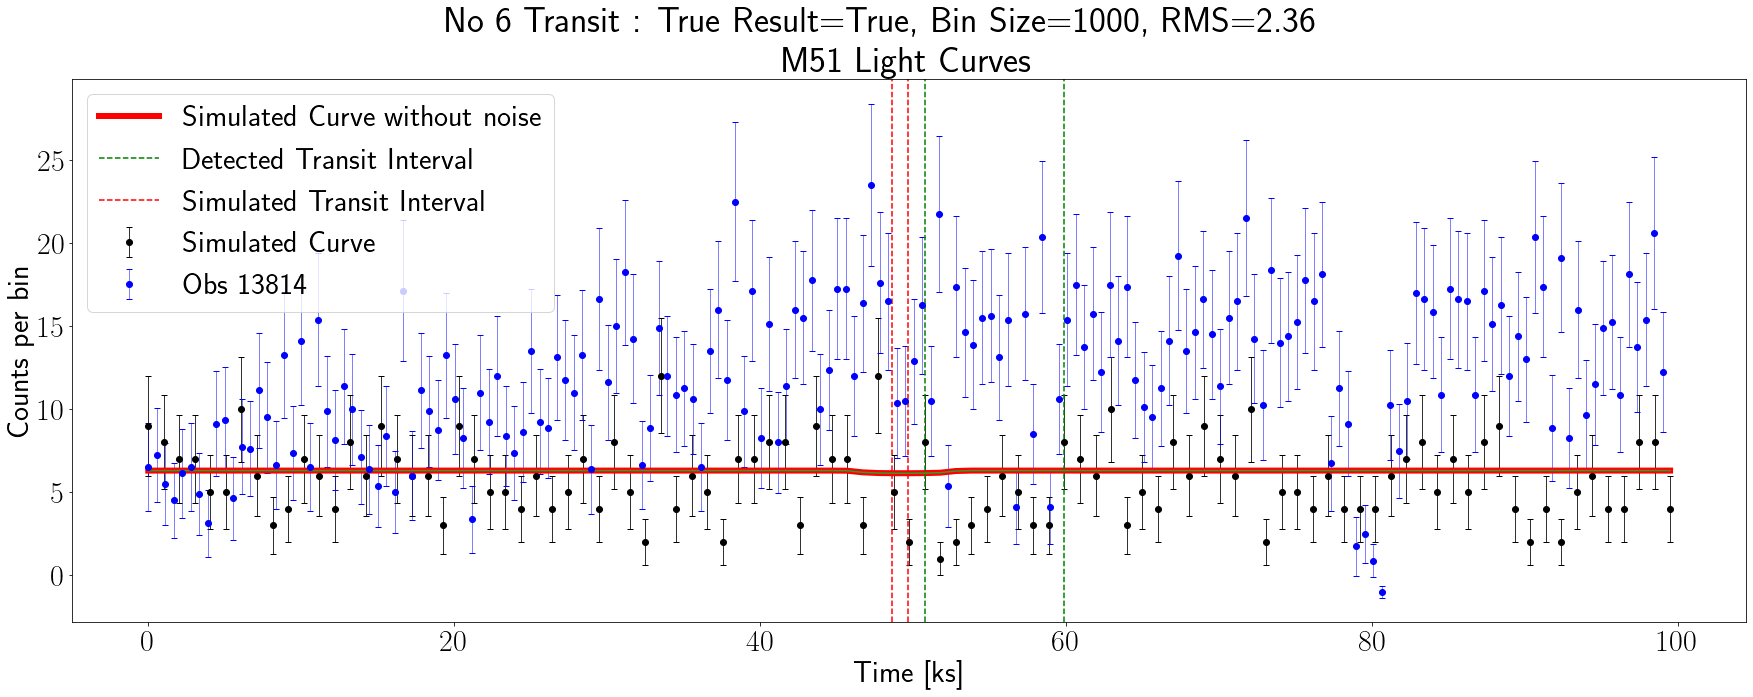 No 6 Transit : True Result=True, Bin Size=1000, RMS=2.36
M51 Light Curves
Simulated Curve without noise
Detected Transit Interval
Simulated Transit Interval
Simulated Curve
Obs 13814
Counts per bin
25
20
15
10
5
0
0 20 40 60 80 100
Time [ks]